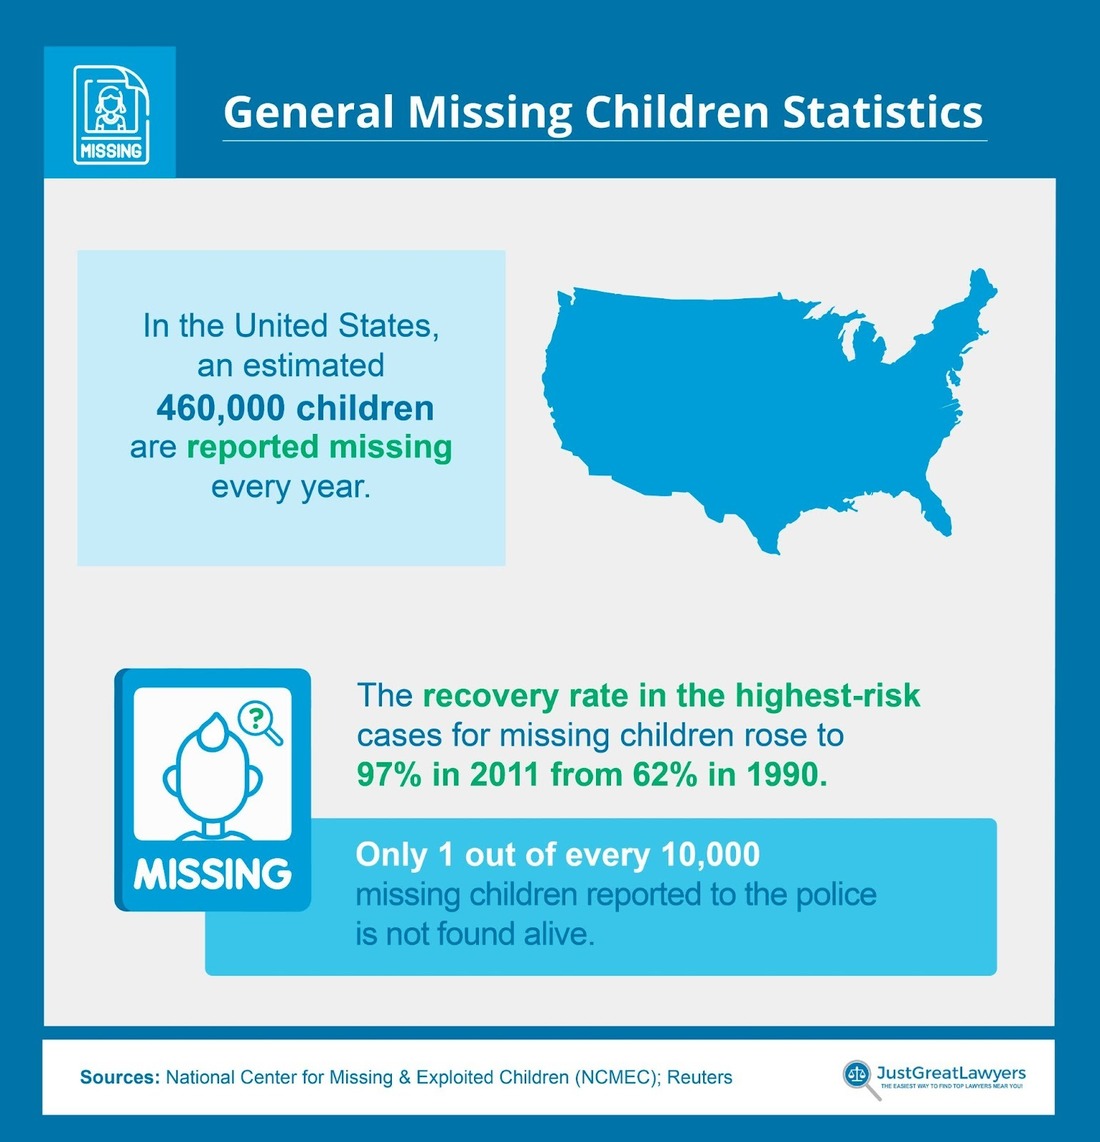 MISSING
General Missing Children Statistics
In the United States,
an estimated
460,000 children
are reported missing
every year.
?
MISSING
The recovery rate in the highest-risk
cases for missing children rose to
97% in 2011 from 62% in 1990.
Only 1 out of every 10,000
missing children reported to the police
is not found alive.
Sources: National Center for Missing & Exploited Children (NCMEC); Reuters
JustGreatLawyers
THE EASIEST WAY TO FIND TOP LAWYERS NEAR YOU!